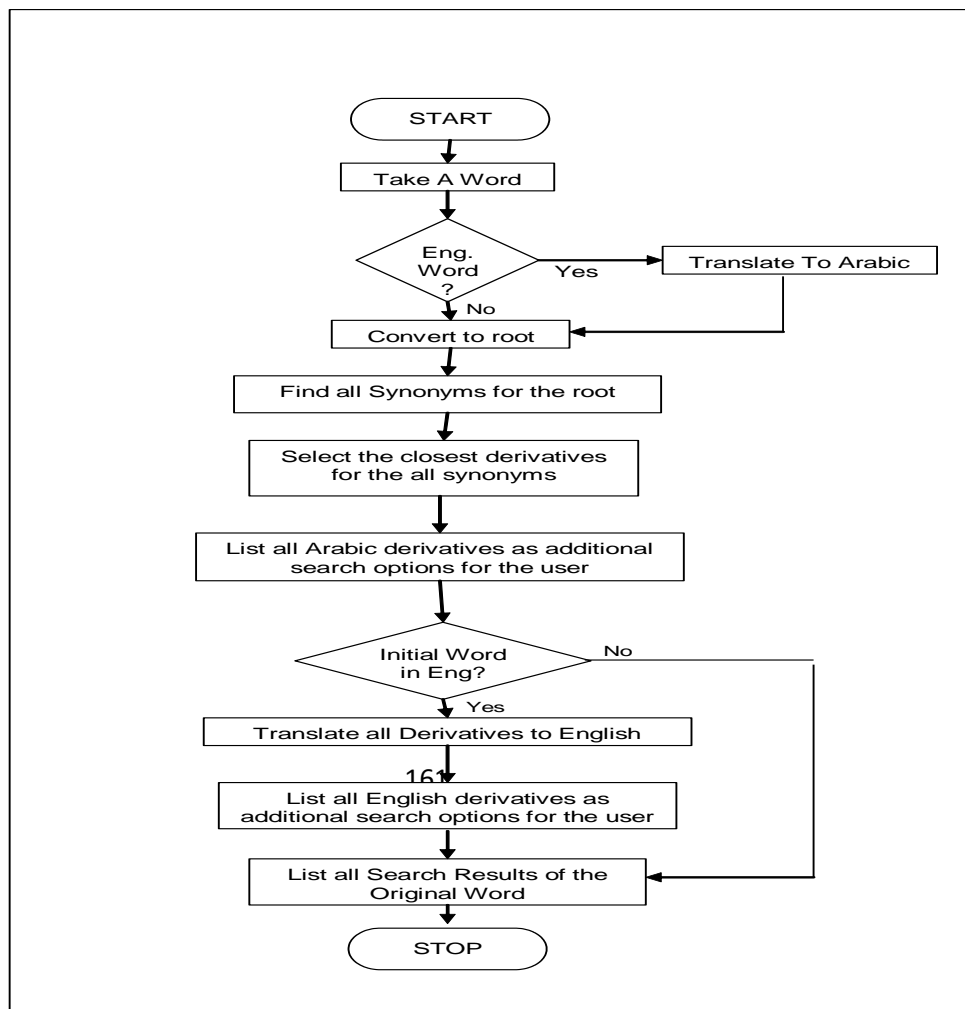 START
Take A Word
Eng.
Word
?
Yes
Translate To Arabic
No
Convert to root
Find all Synonyms for the root
Select the closest derivatives
for the all synonyms
List all Arabic derivatives as additional
search options for the user
Initial Word
in Eng?
No
Yes
Translate all Derivatives to English
161
List all English derivatives as
additional search options for the user
List all Search Results of the
Original Word
STOP